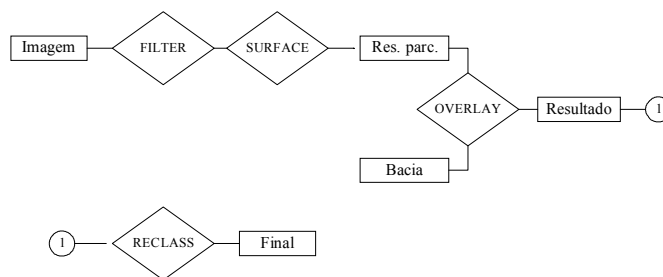 Imagem
FILTER
SURFACE
Res. parc.
OVERLAY
Resultado
1
Bacia
1
RECLASS
Final